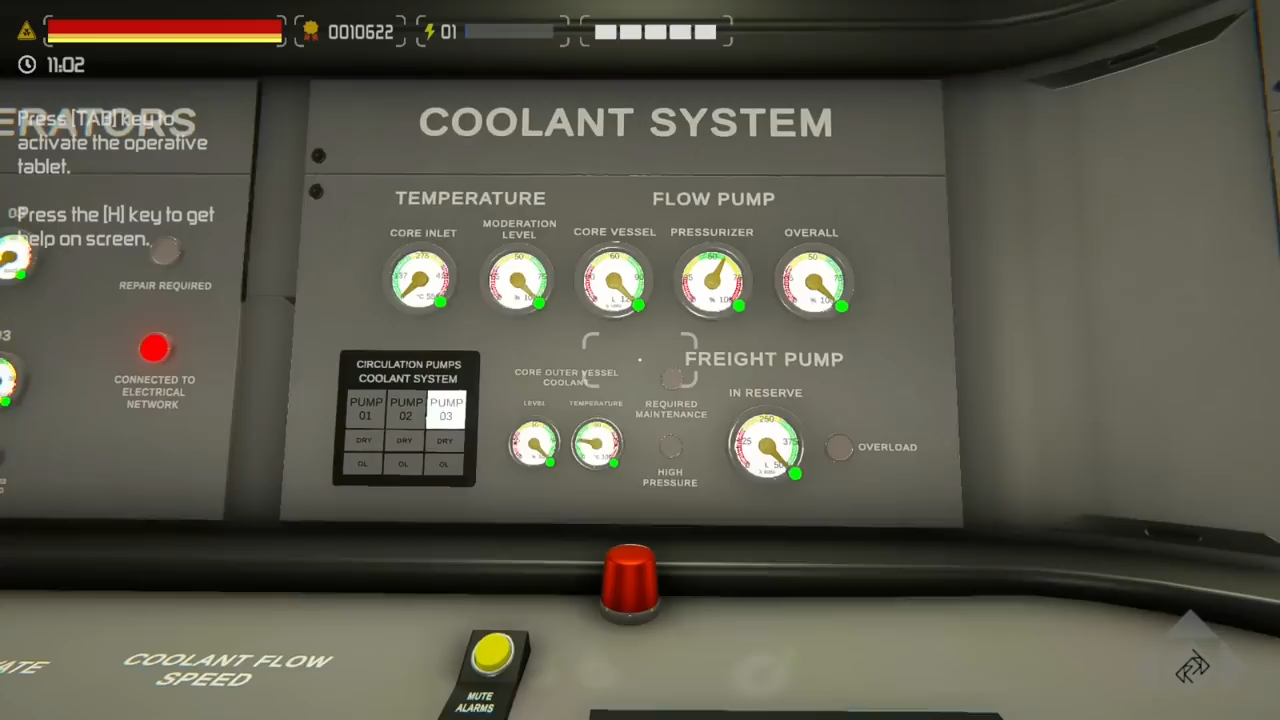 0010622
01
11:02
ERATORS
Press [TAB] key to
activate the operative
tablet.
Press the [H] key to get
help on screen.
REPAIR REQUIRED
03
CONNECTED TO
ELECTRICAL
NETWORK
COOLANT SYSTEM
TEMPERATURE
FLOW PUMP
CORE INLET
MODERATION
LEVEL
CORE VESSEL
PRESSURIZER
OVERALL
CIRCULATION PUMPS
COOLANT SYSTEM
PUMP PUMP PUMP
01 02 03
DRY DRY DRY
OL OL OL
CORE OUTER VESSEL
COOLANT
LEVEL TEMPERATURE
REQUIRED
MAINTENANCE
HIGH
PRESSURE
FREIGHT PUMP
IN RESERVE
250
OVERLOAD
COOLANT FLOW
SPEED
MUTE
ALARMS